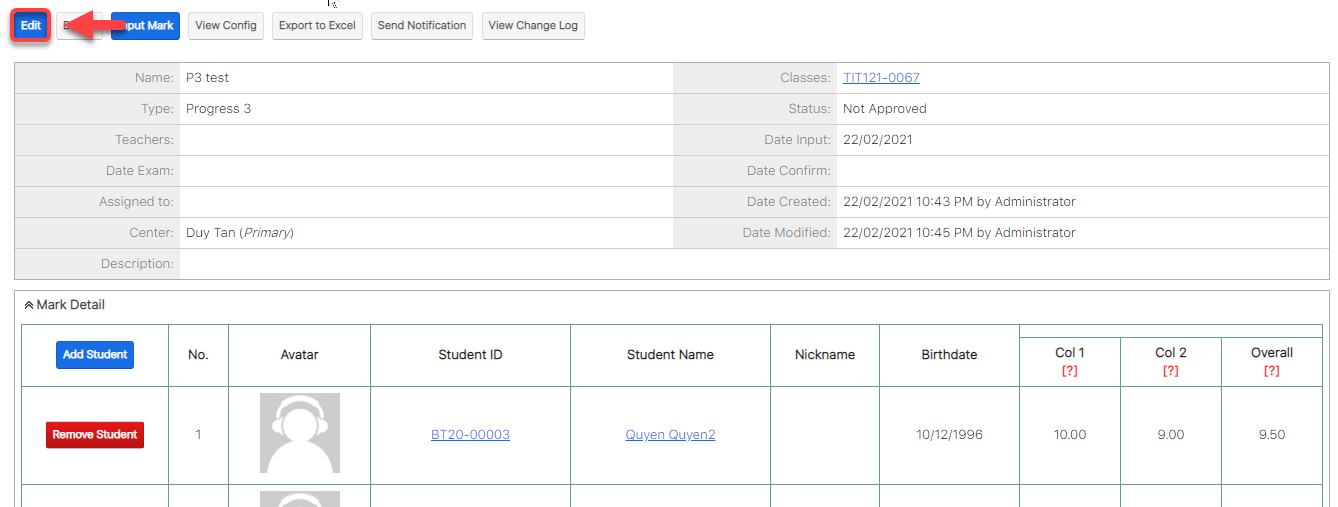 Edit Input Mark View Config Export to Excel Send Notification View Change Log
Name: P3 test Classes: TIT121-0067
Type: Progress 3 Status: Not Approved
Teachers: Date Input: 22/02/2021
Date Exam: Date Confirm:
Assigned to: Date Created: 22/02/2021 10:43 PM by Administrator
Center: Duy Tan (Primary) Date Modified: 22/02/2021 10:45 PM by Administrator
Description:
Mark Detail
Add Student No. Avatar Student ID Student Name Nickname Birthdate Col 1 Col 2 Overall
[?] [?] [?]
Remove Student 1 BT20-00003 Quyen Quyen2 10/12/1996 10.00 9.00 9.50